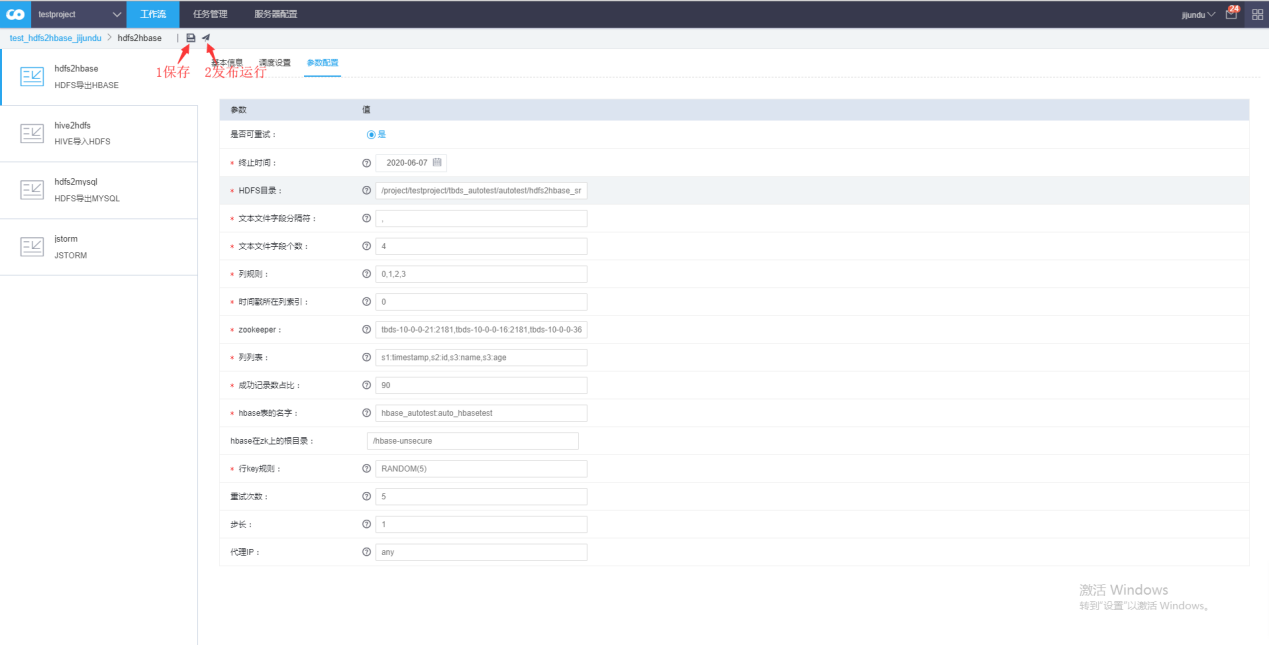 testproject 工作流 任务管理 服务器配置 jijundu 24
test_hdfs2hbase_jijundu > hdfs2hbase |
1保存 2发布运行
hdfs2hbase
HDFS导出HBASE
hive2hdfs
HIVE导入HDFS
hdfs2mysql
HDFS导出MYSQL
jstorm
JSTORM
基本信息 调度设置 参数配置
参数 值
是否可重试： 是
* 终止时间： 2020-06-07
* HDFS目录： /project/testproject/tbds_autotest/autotest/hdfs2hbase_sr
* 文本文件字段分隔符： ,
* 文本文件字段个数： 4
* 列规则： 0,1,2,3
* 时间戳所在列索引： 0
* zookeeper： tbds-10-0-0-21:2181,tbds-10-0-0-16:2181,tbds-10-0-0-36
* 列列表： s1:timestamp,s2:id,s3:name,s3:age
* 成功记录数占比： 90
* hbase表的名字： hbase_autotest:auto_hbasetest
hbase在zk上的根目录： /hbase-unsecure
* 行key规则： RANDOM(5)
重试次数： 5
步长： 1
代理IP： any
激活 Windows
转到"设置"以激活 Windows。